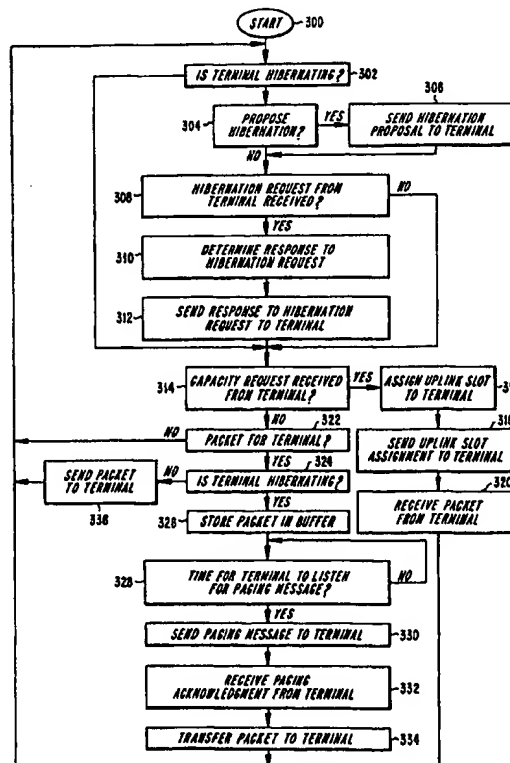 START
300
IS TERMINAL HIBERNATING?
302
304
PROPOSE
HIBERNATION?
YES
306
SEND HIBERNATION
PROPOSAL TO TERMINAL
NO
308
HIBERNATION REQUEST FROM
TERMINAL RECEIVED?
NO
YES
310
DETERMINE RESPONSE TO
HIBERNATION REQUEST
312
SEND RESPONSE TO HIBERNATION
REQUEST TO TERMINAL
314
CAPACITY REQUEST RECEIVED
FROM TERMINAL?
YES
ASSIGN UPLINK SLOT
TO TERMINAL
NO
322
318
NO
PACKET FOR TERMINAL?
SEND UPLINK SLOT
ASSIGNMENT TO TERMINAL
YES
324
SEND PACKET
TO TERMINAL
336
NO
IS TERMINAL HIBERNATING?
320
YES
326
STORE PACKET IN BUFFER
RECEIVE PACKET
FROM TERMINAL
328
TIME FOR TERMINAL TO LISTEN
FOR PAGING MESSAGE?
NO
YES
SEND PAGING MESSAGE TO TERMINAL
330
RECEIVE PAGING
ACKNOWLEDGMENT FROM TERMINAL
332
TRANSFER PACKET TO TERMINAL
334